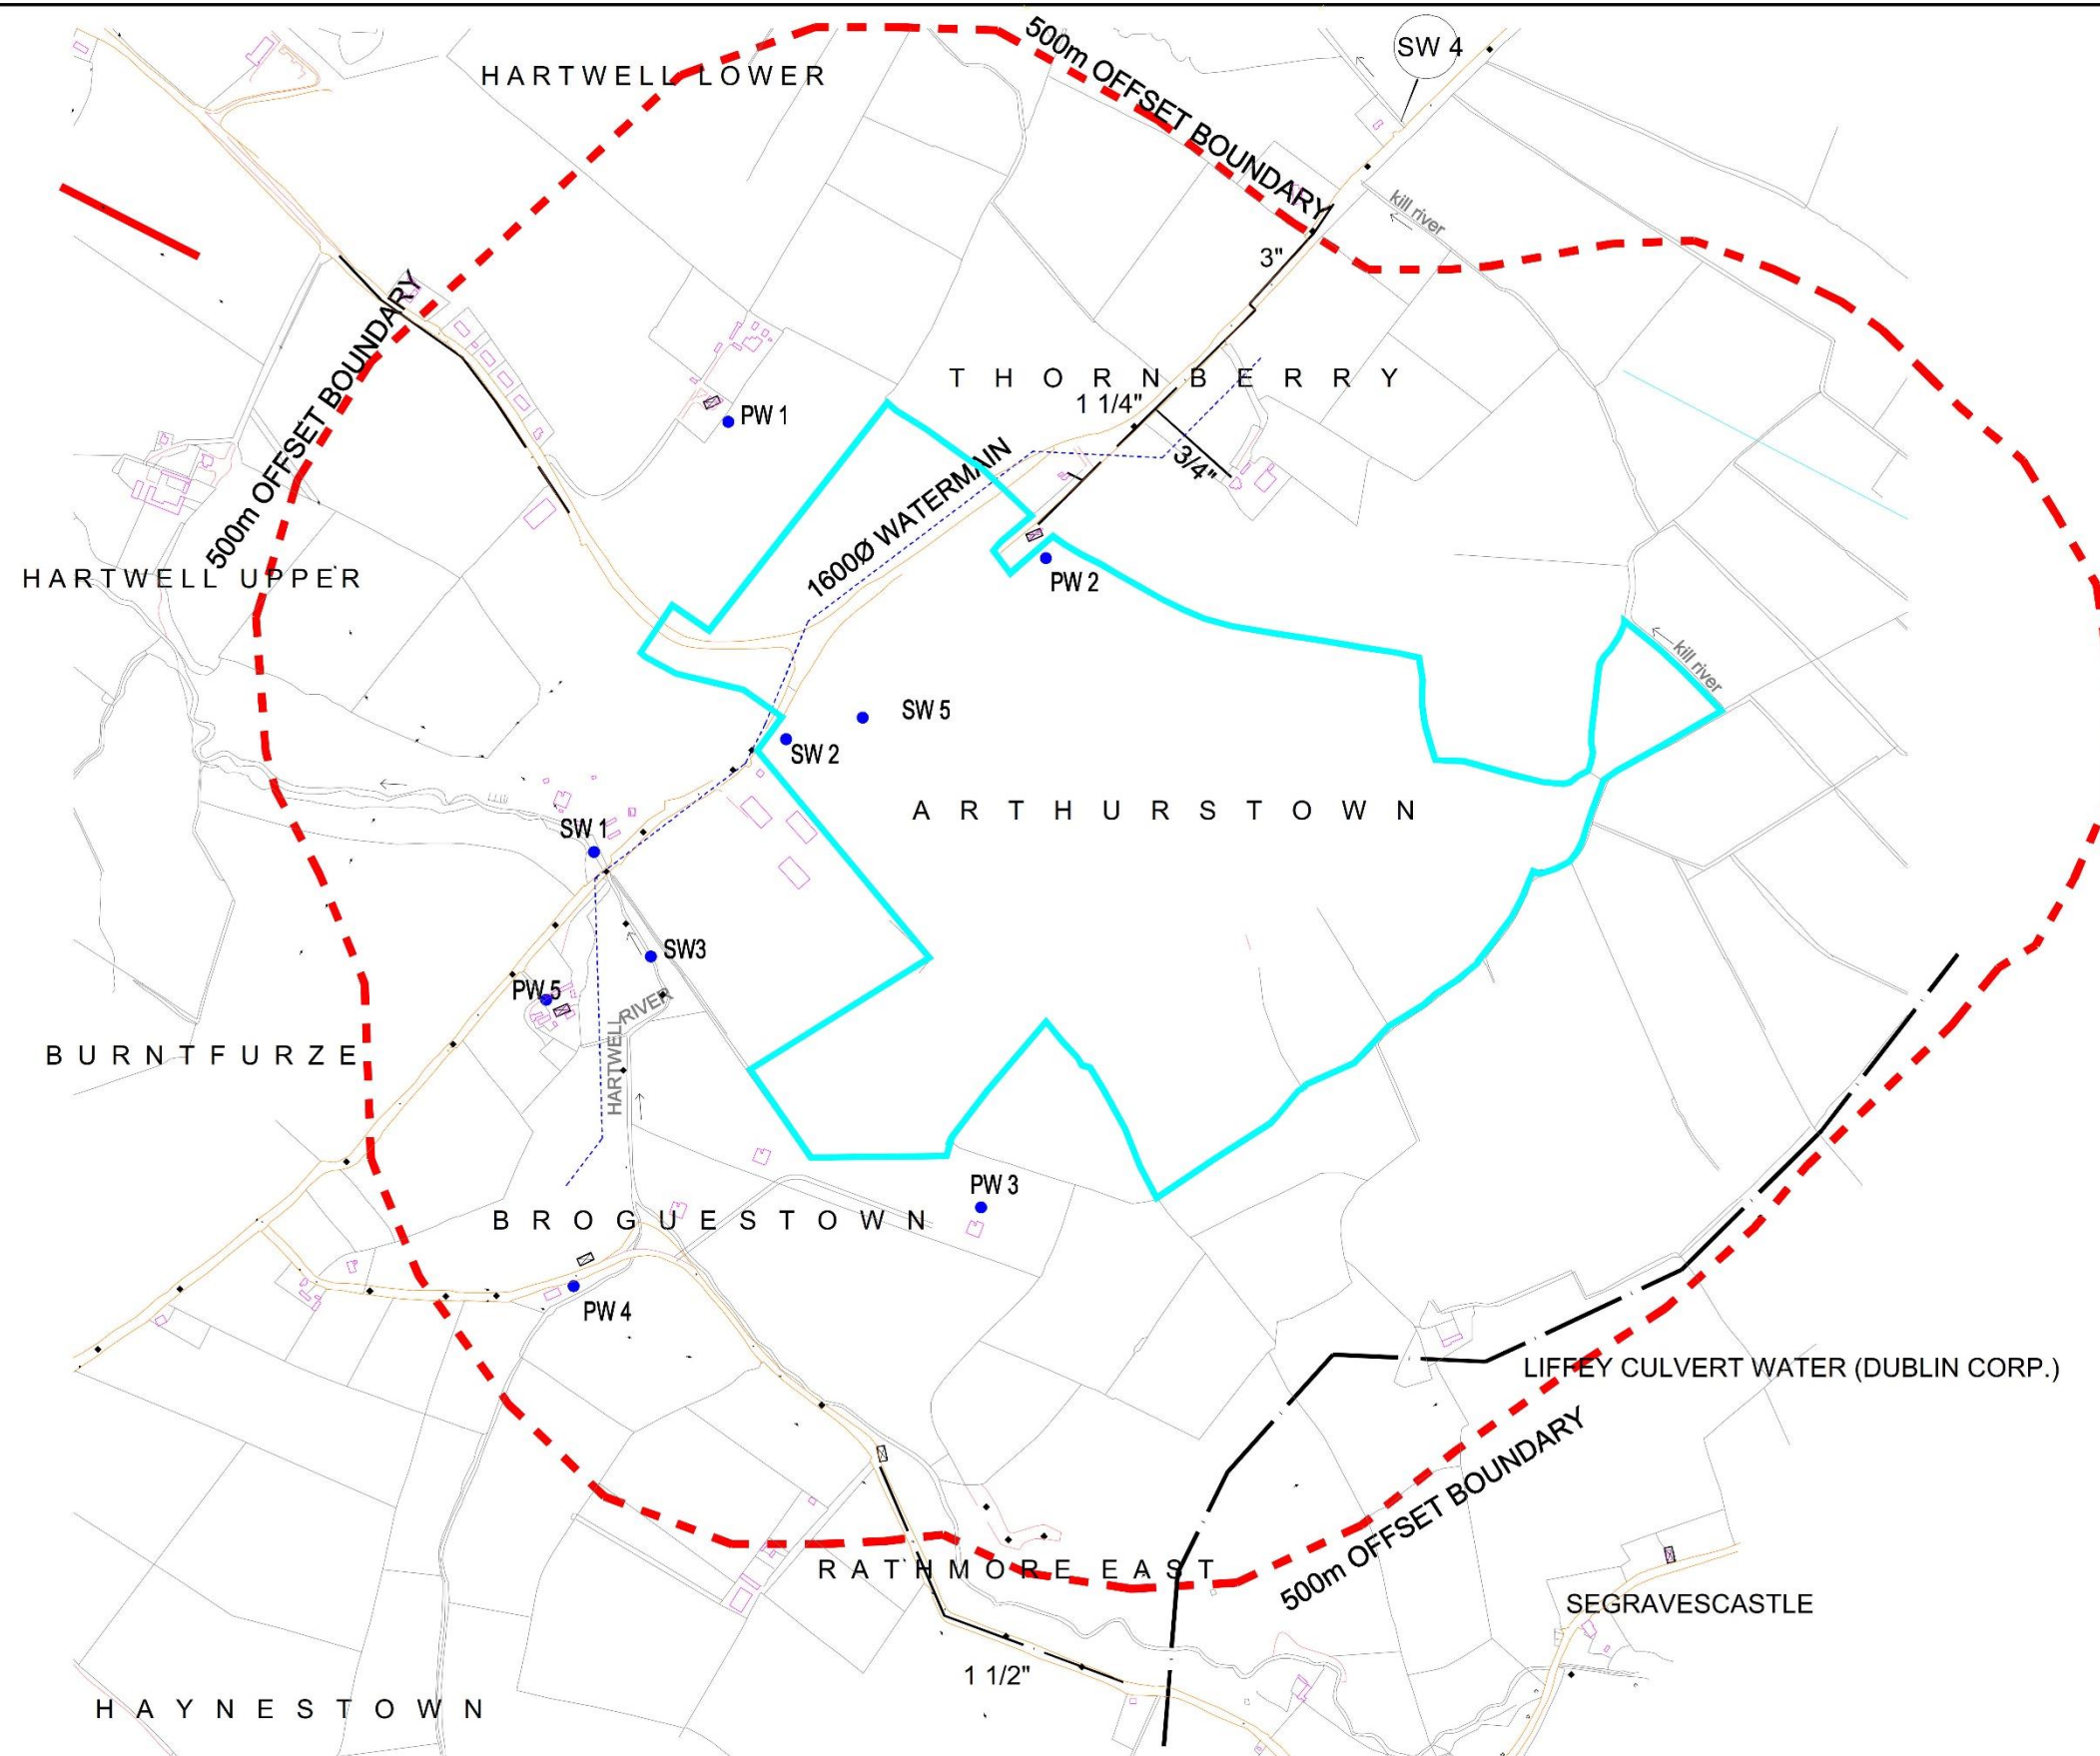 500m OFFSET BOUNDARY
SW 4
HARTWELL LOWER
kill river
3"
500m OFFSET BOUNDARY
THORNBERRY
1 1/4"
PW 1
3/4"
1600Ø WATERMAIN
HARTWELL UPPER
PW 2
kill river
SW 5
SW 2
ARTHURSTOWN
SW 1
SW3
PW 5
HARTWELL RIVER
BURNTFURZE
PW 3
BROGUESTOWN
PW 4
LIFFEY CULVERT WATER (DUBLIN CORP.)
500m OFFSET BOUNDARY
RATHMORE EAST
SEGRAVESCASTLE
1 1/2"
HAYNESTOWN